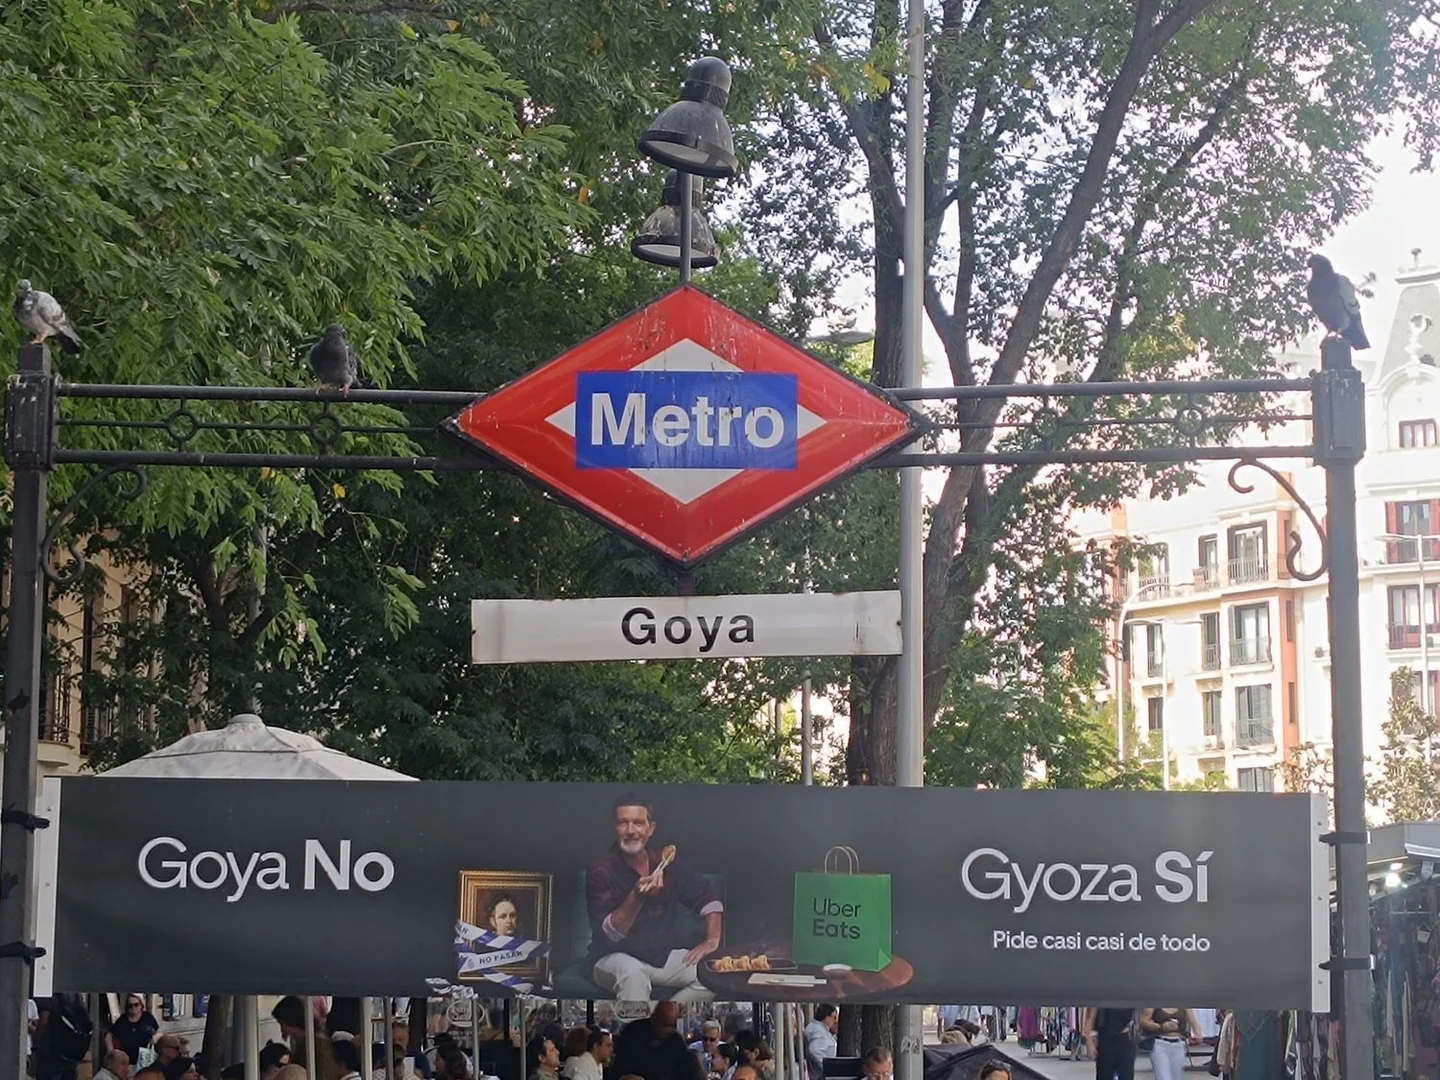 Metro
Goya
Goya No
NO PASAR
Uber
Eats
Gyoza Sí
Pide casi casi de todo